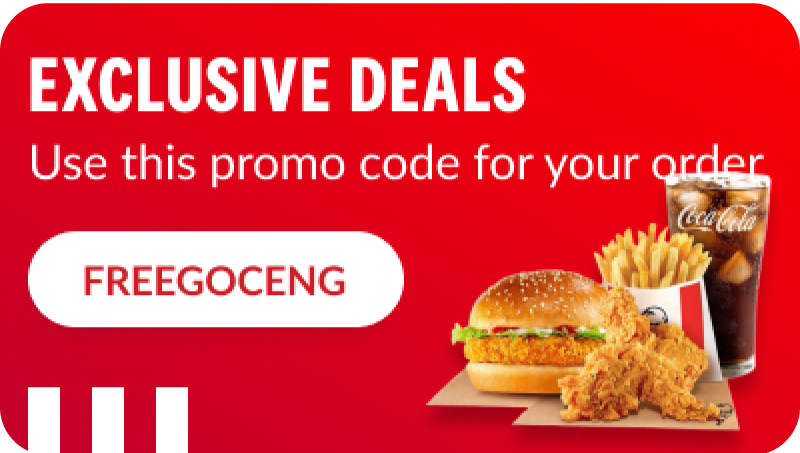 EXCLUSIVE DEALS
Use this promo code for your order
FREEGOCENG
Coca-Cola